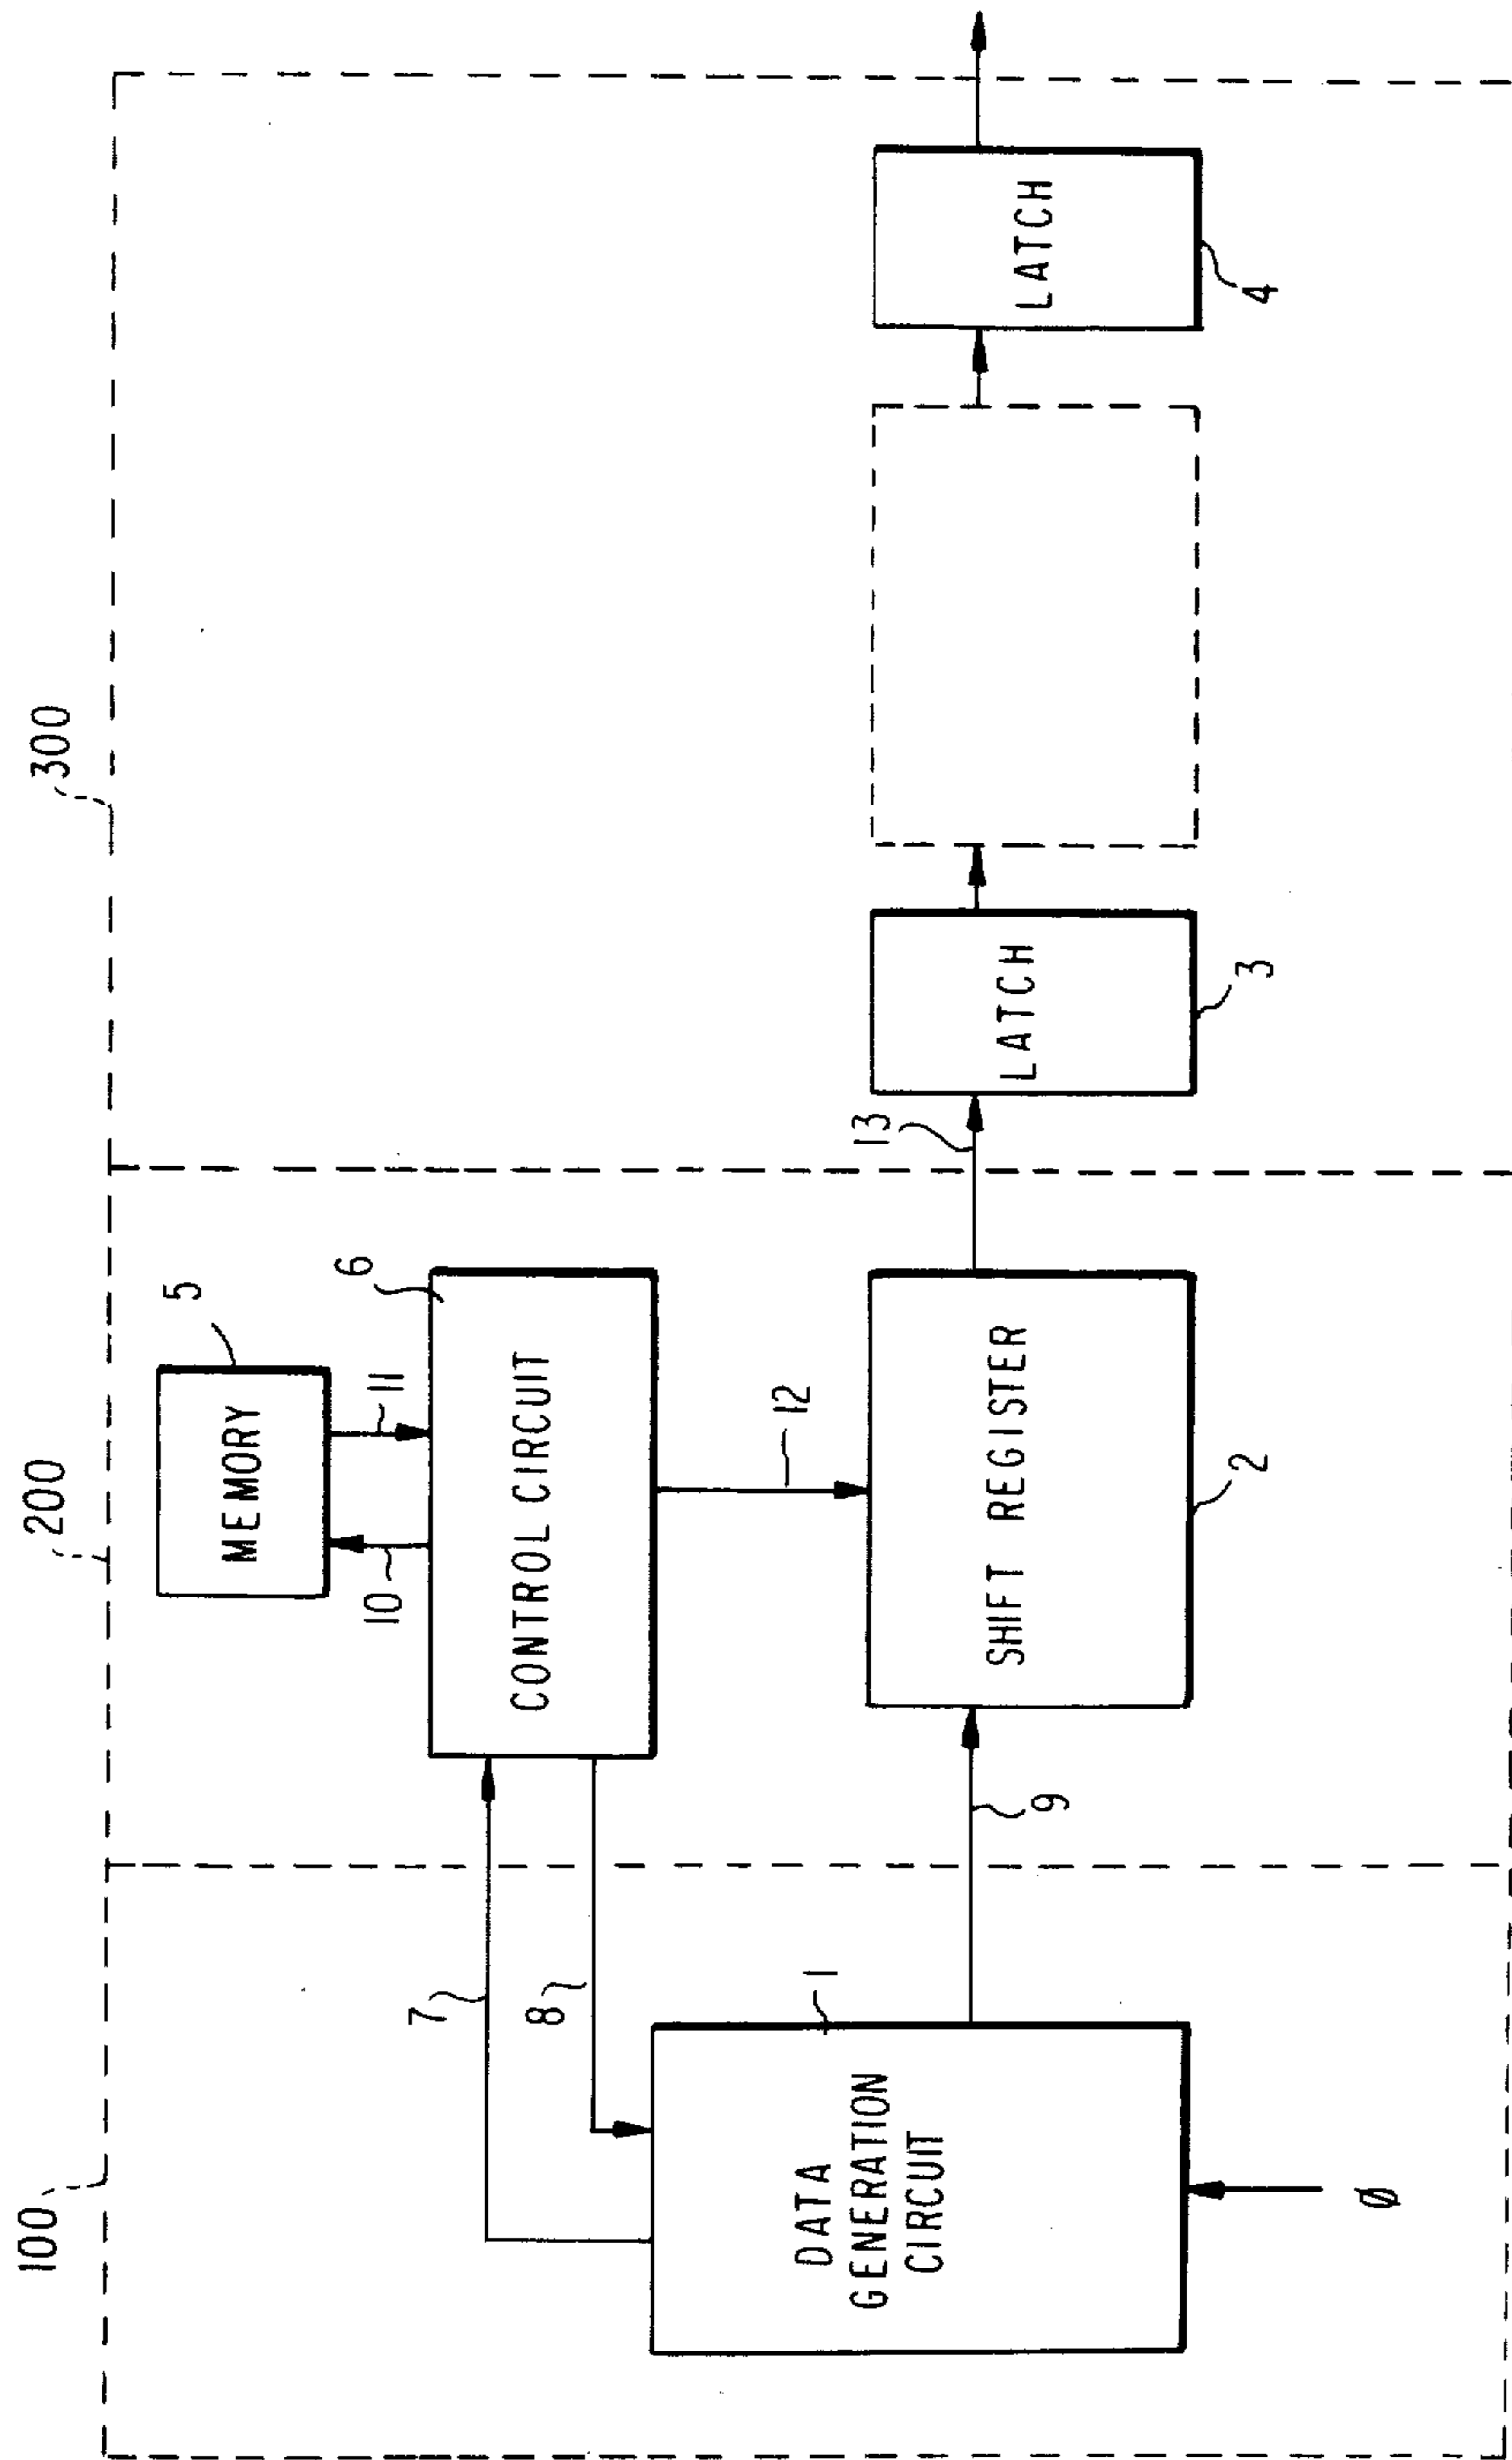 100
200
300
5
MEMORY
10
11
6
CONTROL CIRCUIT
7
8
12
1
DATA
GENERATION
CIRCUIT
9
SHIFT REGISTER
2
13
LATCH
3
LATCH
4
Ø